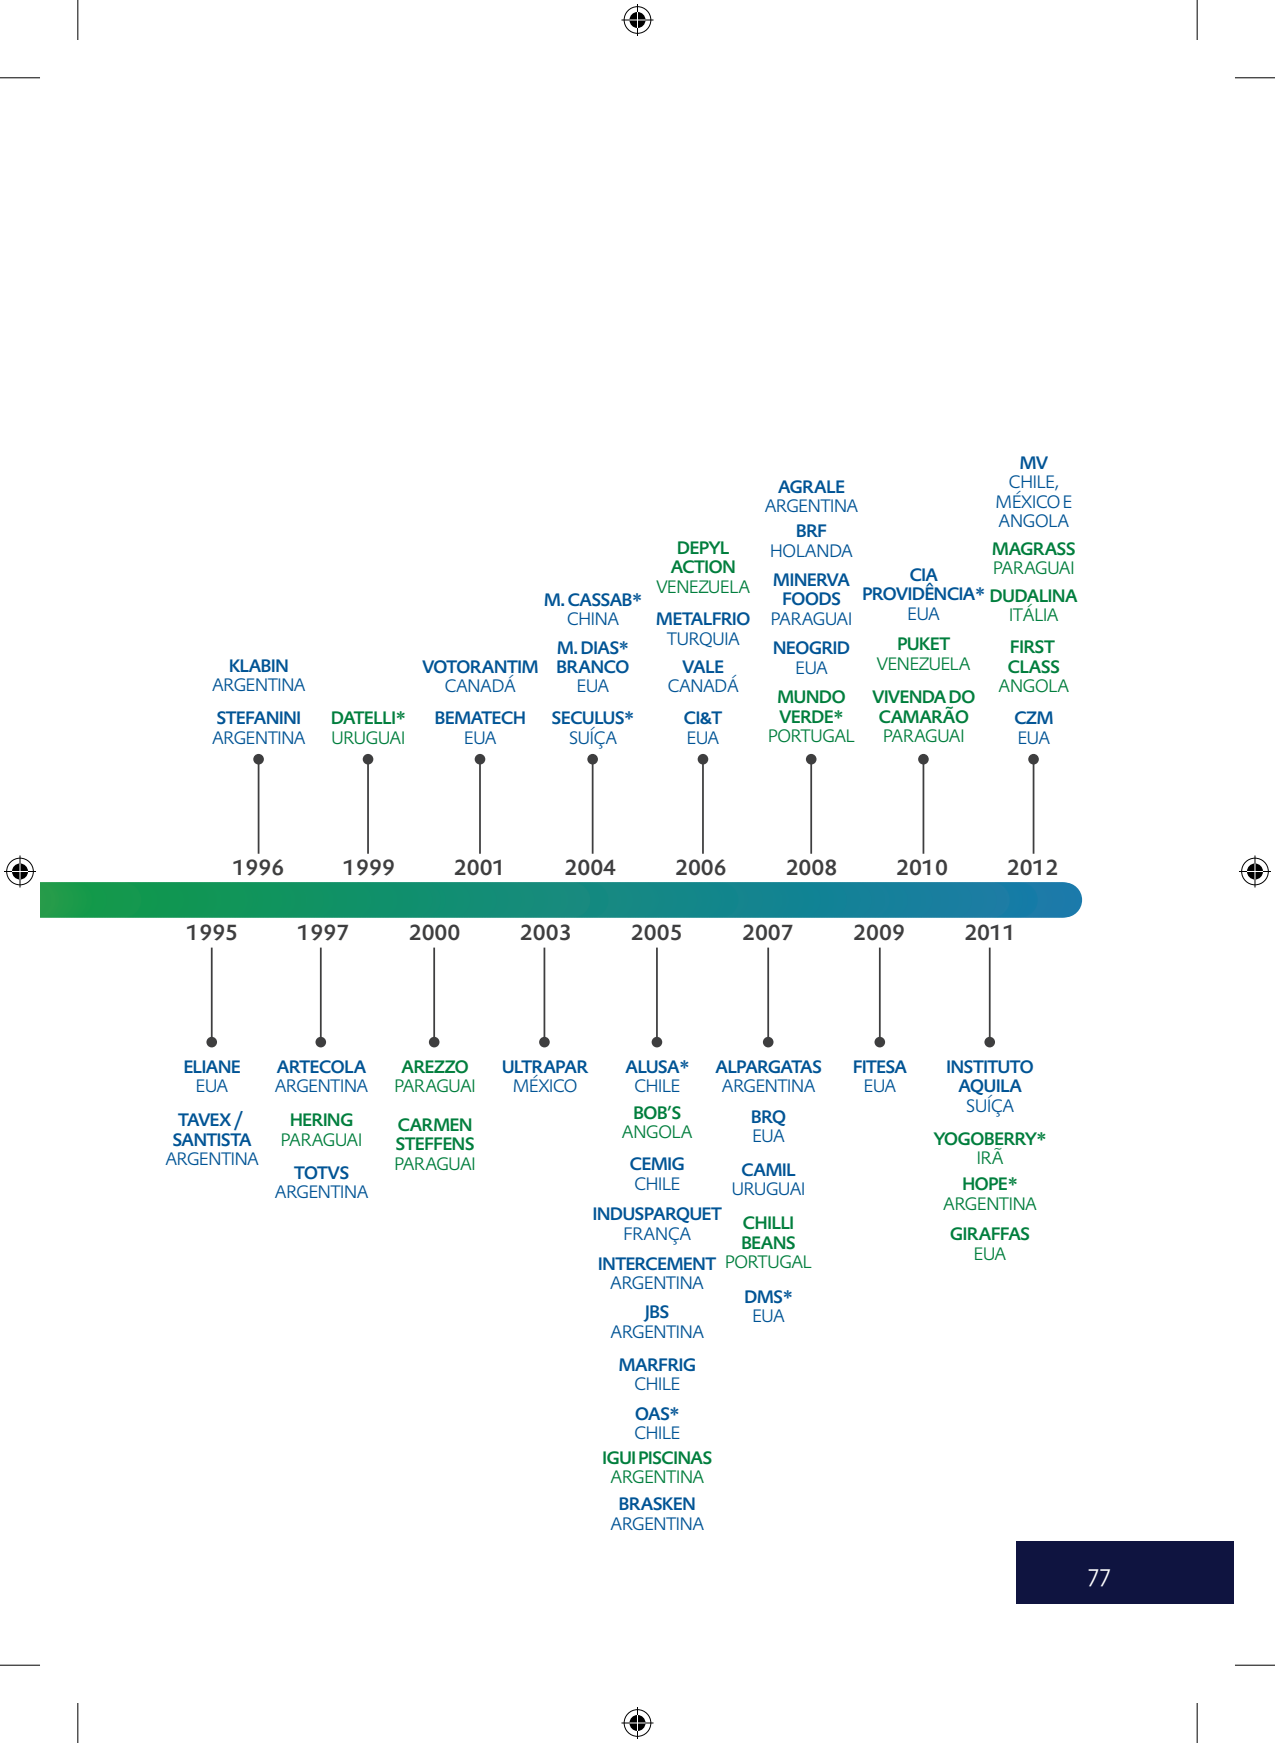 KLABIN
ARGENTINA
STEFANINI
ARGENTINA
DATELLI*
URUGUAI
VOTORANTIM
CANADÁ
BEMATECH
EUA
M. CASSAB*
CHINA
M. DIAS*
BRANCO
EUA
SECULUS*
SUÍÇA
DEPYL
ACTION
VENEZUELA
METALFRIO
TURQUIA
VALE
CANADÁ
CI&T
EUA
AGRALE
ARGENTINA
BRF
HOLANDA
MINERVA
FOODS
PARAGUAI
NEOGRID
EUA
MUNDO
VERDE*
PORTUGAL
CIA
PROVIDÊNCIA*
EUA
PUKET
VENEZUELA
VIVENDA DO
CAMARÃO
PARAGUAI
MV
CHILE,
MÉXICO E
ANGOLA
MAGRASS
PARAGUAI
DUDALINA
ITÁLIA
FIRST
CLASS
ANGOLA
CZM
EUA
1996 1999 2001 2004 2006 2008 2010 2012
1995 1997 2000 2003 2005 2007 2009 2011
ELIANE
EUA
TAVEX /
SANTISTA
ARGENTINA
ARTECOLA
ARGENTINA
HERING
PARAGUAI
TOTVS
ARGENTINA
AREZZO
PARAGUAI
CARMEN
STEFFENS
PARAGUAI
ULTRAPAR
MÉXICO
ALUSA*
CHILE
BOB'S
ANGOLA
CEMIG
CHILE
INDUSPARQUET
FRANÇA
INTERCEMENT
ARGENTINA
JBS
ARGENTINA
MARFRIG
CHILE
OAS*
CHILE
IGUI PISCINAS
ARGENTINA
BRASKEN
ARGENTINA
ALPARGATAS
ARGENTINA
BRQ
EUA
CAMIL
URUGUAI
CHILLI
BEANS
PORTUGAL
DMS*
EUA
FITESA
EUA
INSTITUTO
AQUILA
SUÍÇA
YOGOBERRY*
IRÃ
HOPE*
ARGENTINA
GIRAFFAS
EUA
77